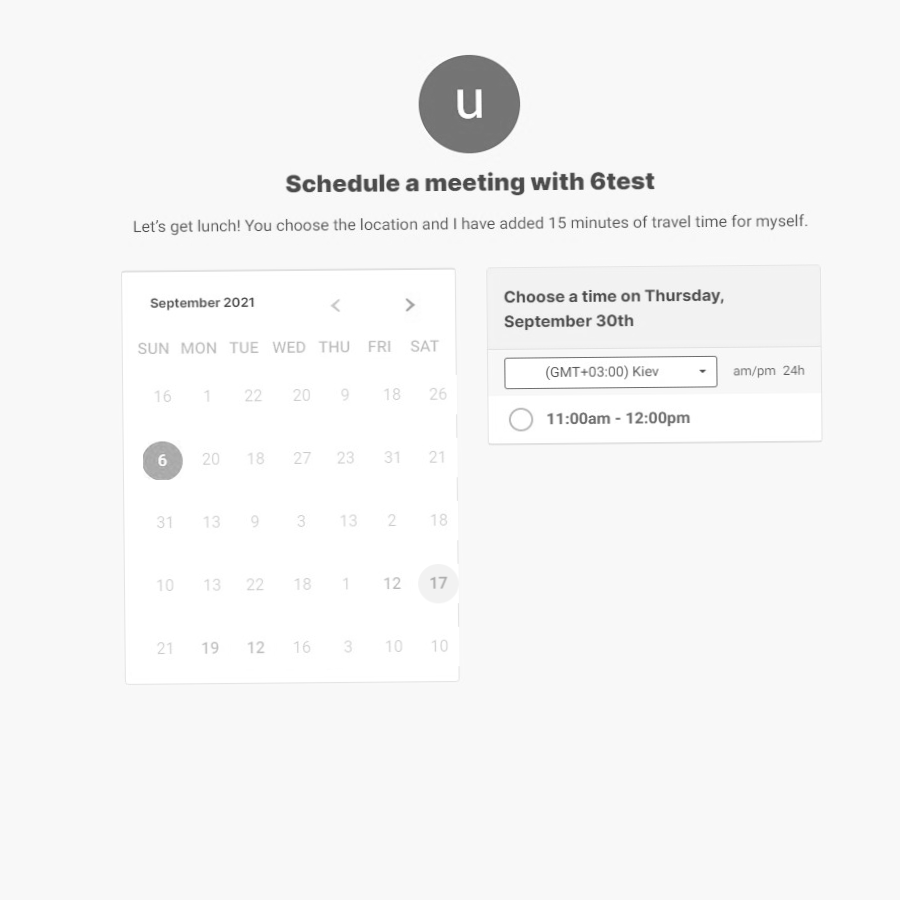 u
Schedule a meeting with 6test
Let's get lunch! You choose the location and I have added 15 minutes of travel time for myself.
September 2021
SUN MON TUE WED THU FRI SAT
16 1 22 20 9 18 26
6 20 18 27 23 31 21
31 13 9 3 13 2 18
10 13 22 18 1 12 17
21 19 12 16 3 10 10
Choose a time on Thursday,
September 30th
(GMT+03:00) Kiev
am/pm 24h
11:00am - 12:00pm